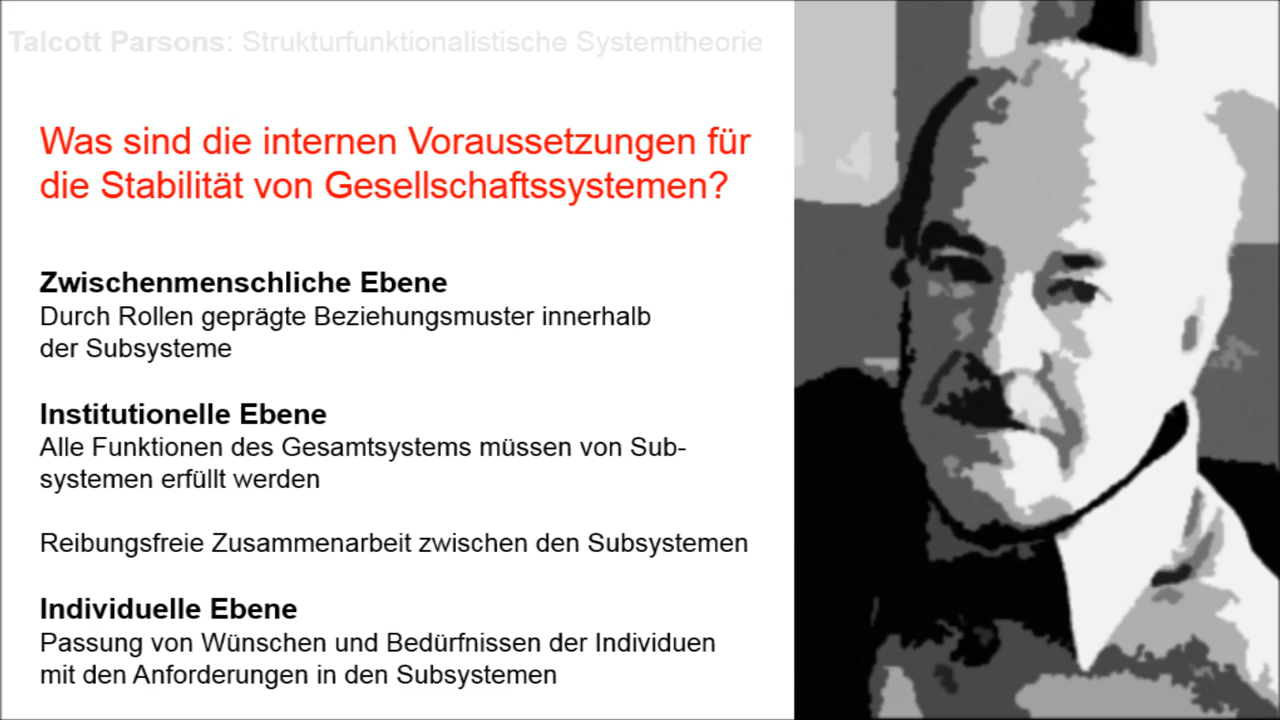 Talcott Parsons: Strukturfunktionalistische Systemtheorie
Was sind die internen Voraussetzungen für
die Stabilität von Gesellschaftssystemen?
Zwischenmenschliche Ebene
Durch Rollen geprägte Beziehungsmuster innerhalb
der Subsysteme
Institutionelle Ebene
Alle Funktionen des Gesamtsystems müssen von Sub-
systemen erfüllt werden
Reibungsfreie Zusammenarbeit zwischen den Subsystemen
Individuelle Ebene
Passung von Wünschen und Bedürfnissen der Individuen
mit den Anforderungen in den Subsystemen